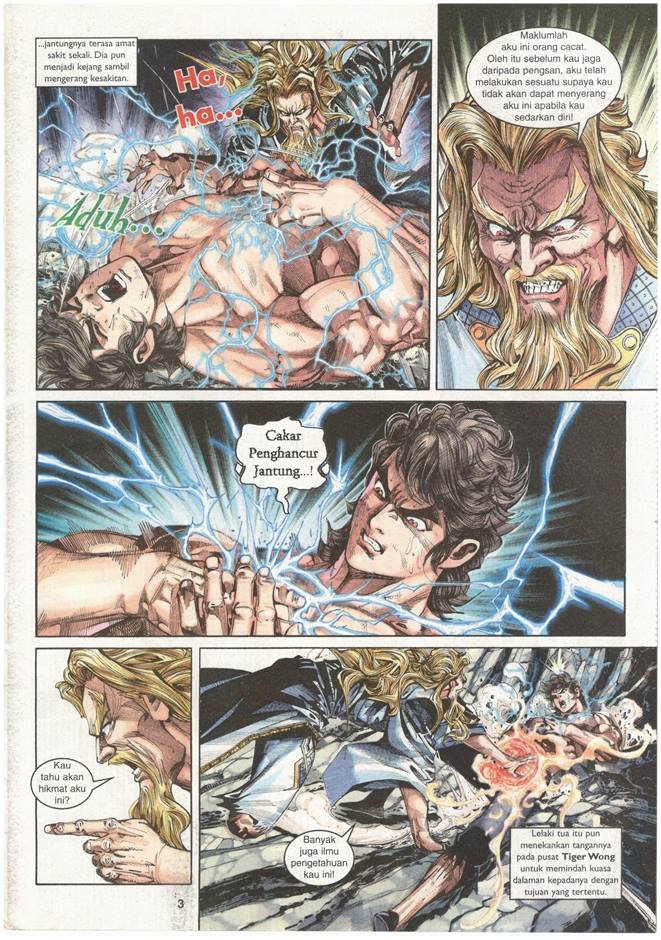 ...jantungnya terasa amat
sakit sekali. Dia pun
menjadi kejang sambil
mengerang kesakitan.
Ha,
ha...
Aduh...
Maklumlah
aku ini orang cacat.
Oleh itu sebelum kau jaga
daripada pengsan, aku telah
melakukan sesuatu supaya kau
tidak akan dapat menyerang
aku ini apabila kau
sedarkan diri!
Cakar
Penghancur
Jantung...!
Kau
tahu akan
hikmat aku
ini?
Banyak
juga ilmu
pengetahuan
kau ini!
Lelaki tua itu pun
menekankan tangannya
pada pusat Tiger Wong
untuk memindah kuasa
dalaman kepadanya dengan
tujuan yang tertentu.
3